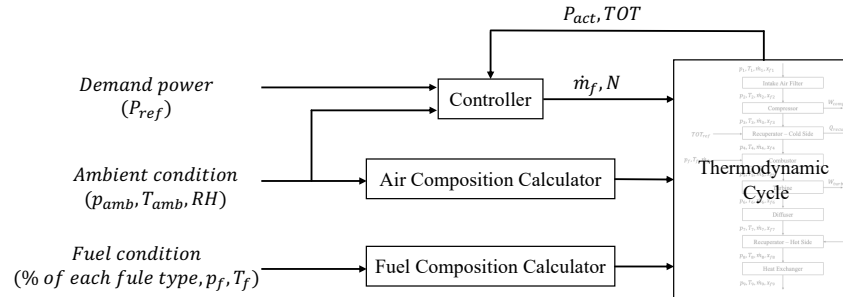 P_act, TOT
Demand power
(P_ref)
Controller
ṁ_f, N
Ambient condition
(p_amb, T_amb, RH)
Air Composition Calculator
Fuel condition
(% of each fule type, p_f, T_f)
Fuel Composition Calculator
Thermodynamic
Cycle
Intake Air Filter
Compressor
Recuperator – Cold Side
Combustor
Diffuser
Recuperator – Hot Side
Heat Exchanger